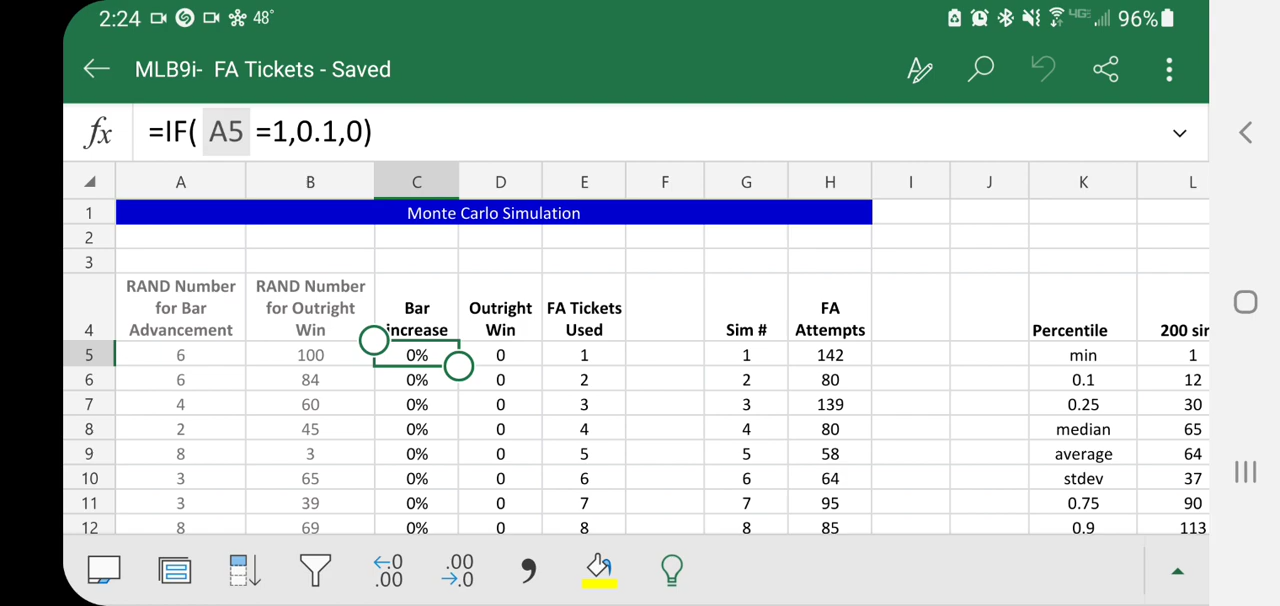 2:24 48° 4GE 96%
MLB9i- FA Tickets - Saved
fx =IF( A5 =1,0.1,0)
A B C D E F G H I J K L
1 Monte Carlo Simulation
2
3
RAND Number RAND Number
for Bar for Outright Bar Outright FA Tickets FA
4 Advancement Win increase Win Used Sim # Attempts Percentile 200 sir
5 6 100 0% 0 1 1 142 min 1
6 6 84 0% 0 2 2 80 0.1 12
7 4 60 0% 0 3 3 139 0.25 30
8 2 45 0% 0 4 4 80 median 65
9 8 3 0% 0 5 5 58 average 64
10 3 65 0% 0 6 6 64 stdev 37
11 3 39 0% 0 7 7 95 0.75 90
12 8 69 0% 0 8 8 85 0.9 113
.0 .00
.00 .0